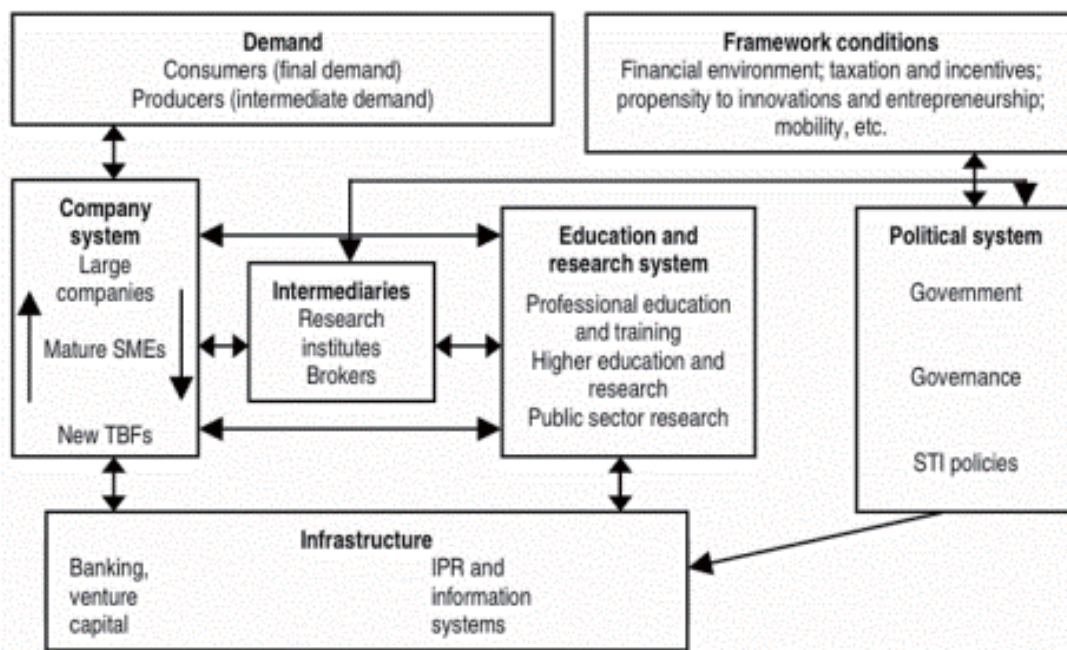 Demand
Consumers (final demand)
Producers (intermediate demand)
Framework conditions
Financial environment; taxation and incentives;
propensity to innovations and entrepreneurship;
mobility, etc.
Company
system
Large
companies
Mature SMEs
New TBFs
Intermediaries
Research
institutes
Brokers
Education and
research system
Professional education
and training
Higher education and
research
Public sector research
Political system
Government
Governance
STI policies
Infrastructure
Banking,
venture
capital
IPR and
information
systems